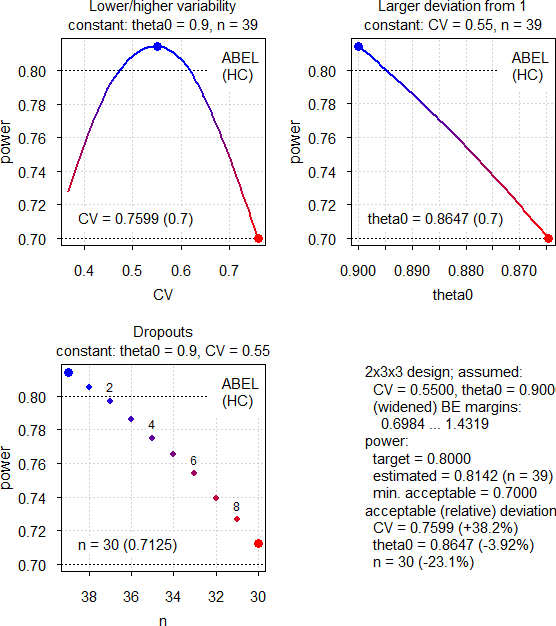 Lower/higher variability
constant: theta0 = 0.9, n = 39
ABEL
(HC)
power
0.80
0.78
0.76
0.74
0.72
0.70
CV = 0.7599 (0.7)
0.4 0.5 0.6 0.7
CV
Larger deviation from 1
constant: CV = 0.55, n = 39
ABEL
(HC)
power
0.80
0.78
0.76
0.74
0.72
0.70
theta0 = 0.8647 (0.7)
0.900 0.890 0.880 0.870
theta0
Dropouts
constant: theta0 = 0.9, CV = 0.55
ABEL
(HC)
power
0.80
0.78
0.76
0.74
0.72
0.70
2
4
6
8
n = 30 (0.7125)
38 36 34 32 30
n
2x3x3 design; assumed:
CV = 0.5500, theta0 = 0.900
(widened) BE margins:
0.6984 ... 1.4319
power:
target = 0.8000
estimated = 0.8142 (n = 39)
min. acceptable = 0.7000
acceptable (relative) deviation
CV = 0.7599 (+38.2%)
theta0 = 0.8647 (-3.92%)
n = 30 (-23.1%)